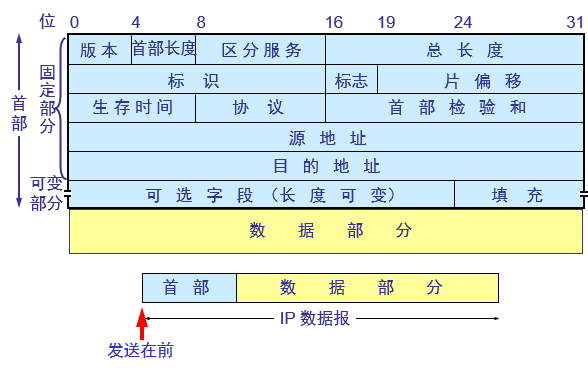 位 0 4 8 16 19 24 31
版本 首部长度 区分服务 总长度
标识 标志 片偏移
生存时间 协议 首部检验和
源地址
目的地址
可选字段（长度可变） 填充
数据部分
首部
固定部分
可变
部分
首部 数据部分
IP 数据报
发送在前